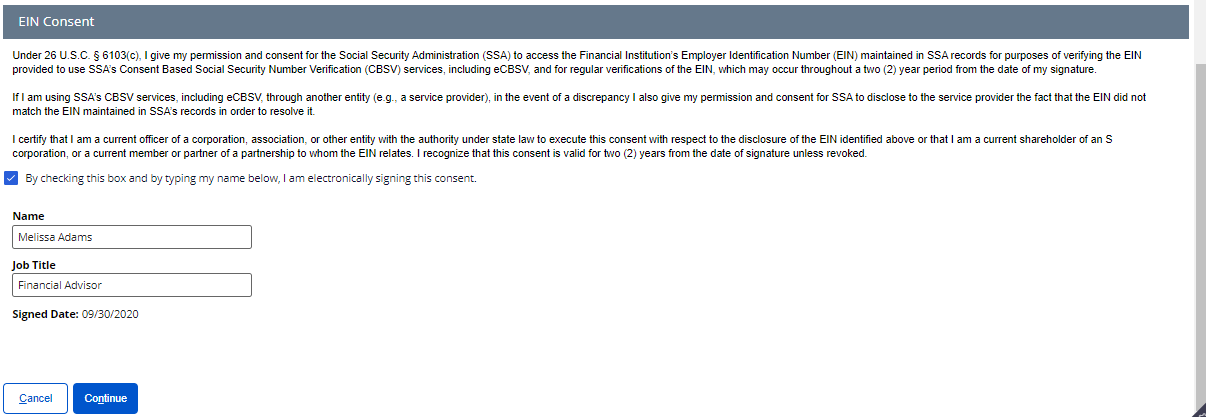 EIN Consent
Under 26 U.S.C. § 6103(c), I give my permission and consent for the Social Security Administration (SSA) to access the Financial Institution's Employer Identification Number (EIN) maintained in SSA records for purposes of verifying the EIN
provided to use SSA's Consent Based Social Security Number Verification (CBSV) services, including eCBSV, and for regular verifications of the EIN, which may occur throughout a two (2) year period from the date of my signature.
If I am using SSA's CBSV services, including eCBSV, through another entity (e.g., a service provider), in the event of a discrepancy I also give my permission and consent for SSA to disclose to the service provider the fact that the EIN did not
match the EIN maintained in SSA's records in order to resolve it.
I certify that I am a current officer of a corporation, association, or other entity with the authority under state law to execute this consent with respect to the disclosure of the EIN identified above or that I am a current shareholder of an S
corporation, or a current member or partner of a partnership to whom the EIN relates. I recognize that this consent is valid for two (2) years from the date of signature unless revoked.
By checking this box and by typing my name below, I am electronically signing this consent.
Name
Melissa Adams
Job Title
Financial Advisor
Signed Date: 09/30/2020
Cancel
Continue